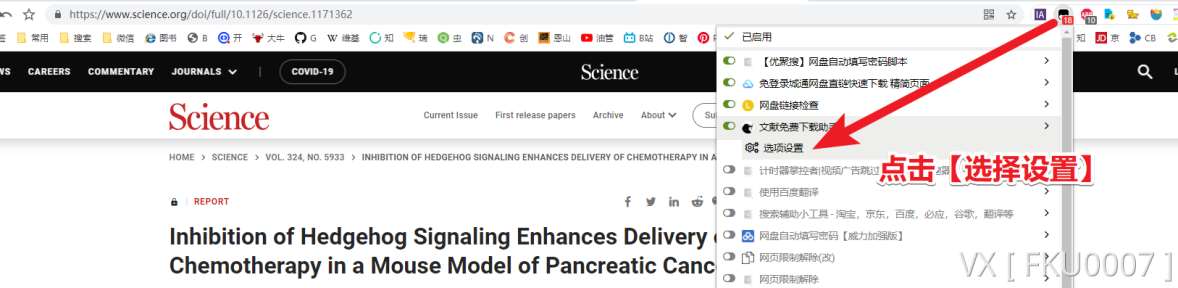 https://www.science.org/doi/full/10.1126/science.1171362
IA
18
10
常用
搜索
微信
图书
B
开
大牛
G
维基
知
瑞
虫
N
创
恩山
油管
B站
智
知
京
CB
已启用
WS CAREERS COMMENTARY JOURNALS COVID-19 Science
【优聚搜】网盘自动填写密码脚本
免登录城通网盘直链快速下载 精简页面
网盘链接检查
Science
Current Issue First release papers Archive About
文献免费下载助手
选项设置
点击【选择设置】
HOME > SCIENCE > VOL. 324, NO. 5933 > INHIBITION OF HEDGEHOG SIGNALING ENHANCES DELIVERY OF CHEMOTHERAPY IN A
计时器掌控者|视频广告跳过
使用百度翻译
REPORT
搜索辅助小工具 - 淘宝，京东，百度，必应，谷歌，翻译等
Inhibition of Hedgehog Signaling Enhances Delivery
网盘自动填写密码【威力加强版】
Chemotherapy in a Mouse Model of Pancreatic Canc
网页限制解除(改)
网页限制解除
VX [ FKU0007 ]